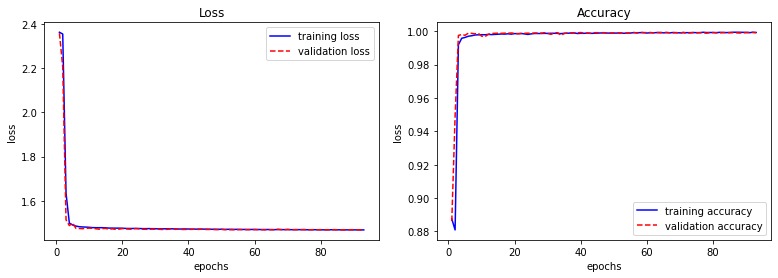 Loss
2.4
2.2
2.0
1.8
1.6
loss
0
20
40
60
80
epochs
training loss
validation loss
Accuracy
1.00
0.98
0.96
0.94
0.92
0.90
0.88
loss
0
20
40
60
80
epochs
training accuracy
validation accuracy